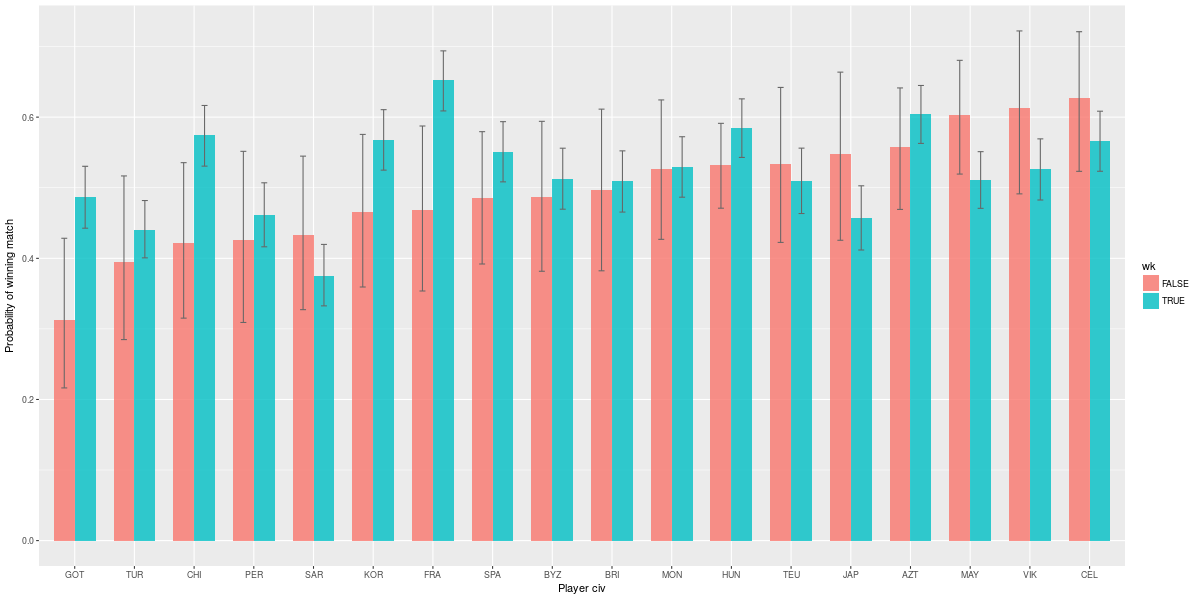 Probability of winning match
0.6
0.4
0.2
0.0
GOT TUR CHI PER SAR KOR FRA SPA BYZ BRI MON HUN TEU JAP AZT MAY VIK CEL
Player civ
wk
FALSE
TRUE